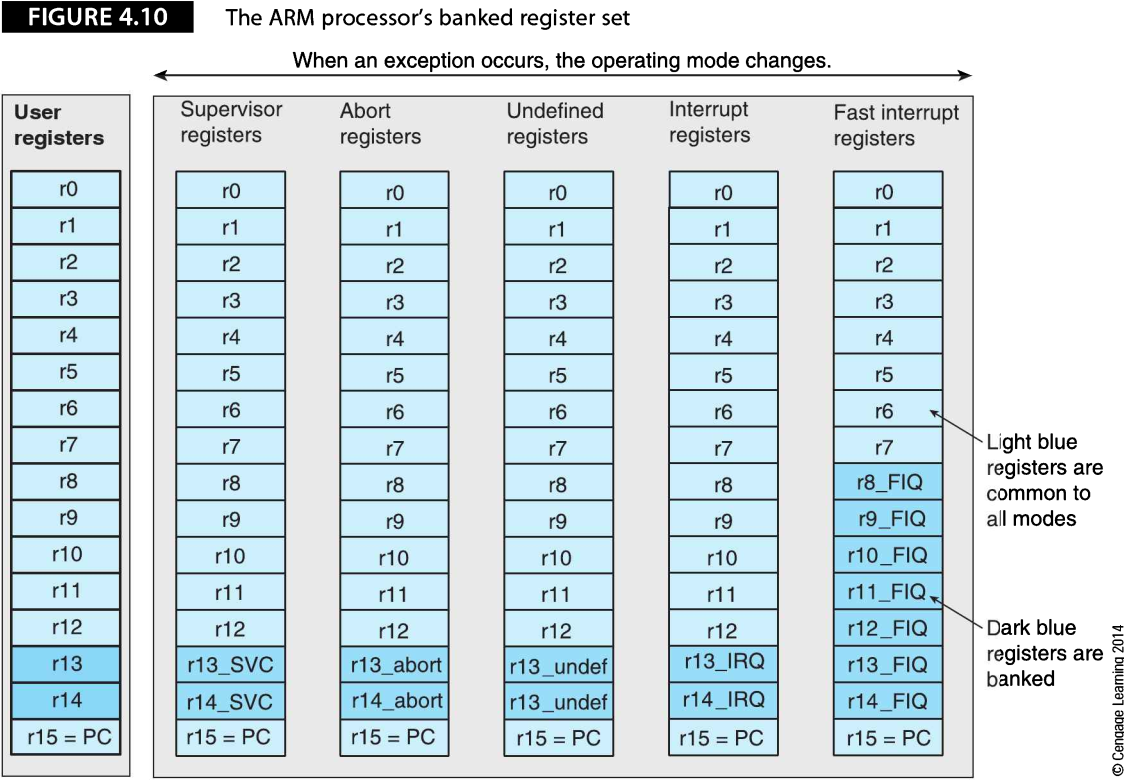 FIGURE 4.10
The ARM processor's banked register set
When an exception occurs, the operating mode changes.
User
registers
r0
r1
r2
r3
r4
r5
r6
r7
r8
r9
r10
r11
r12
r13
r14
r15 = PC
Supervisor
registers
r0
r1
r2
r3
r4
r5
r6
r7
r8
r9
r10
r11
r12
r13_SVC
r14_SVC
r15 = PC
Abort
registers
r0
r1
r2
r3
r4
r5
r6
r7
r8
r9
r10
r11
r12
r13_abort
r14_abort
r15 = PC
Undefined
registers
r0
r1
r2
r3
r4
r5
r6
r7
r8
r9
r10
r11
r12
r13_undef
r13_undef
r15 = PC
Interrupt
registers
r0
r1
r2
r3
r4
r5
r6
r7
r8
r9
r10
r11
r12
r13_IRQ
r14_IRQ
r15 = PC
Fast interrupt
registers
r0
r1
r2
r3
r4
r5
r6
r7
r8_FIQ
r9_FIQ
r10_FIQ
r11_FIQ
r12_FIQ
r13_FIQ
r14_FIQ
r15 = PC
Light blue
registers are
common to
all modes
Dark blue
registers are
banked
© Cengage Learning 2014